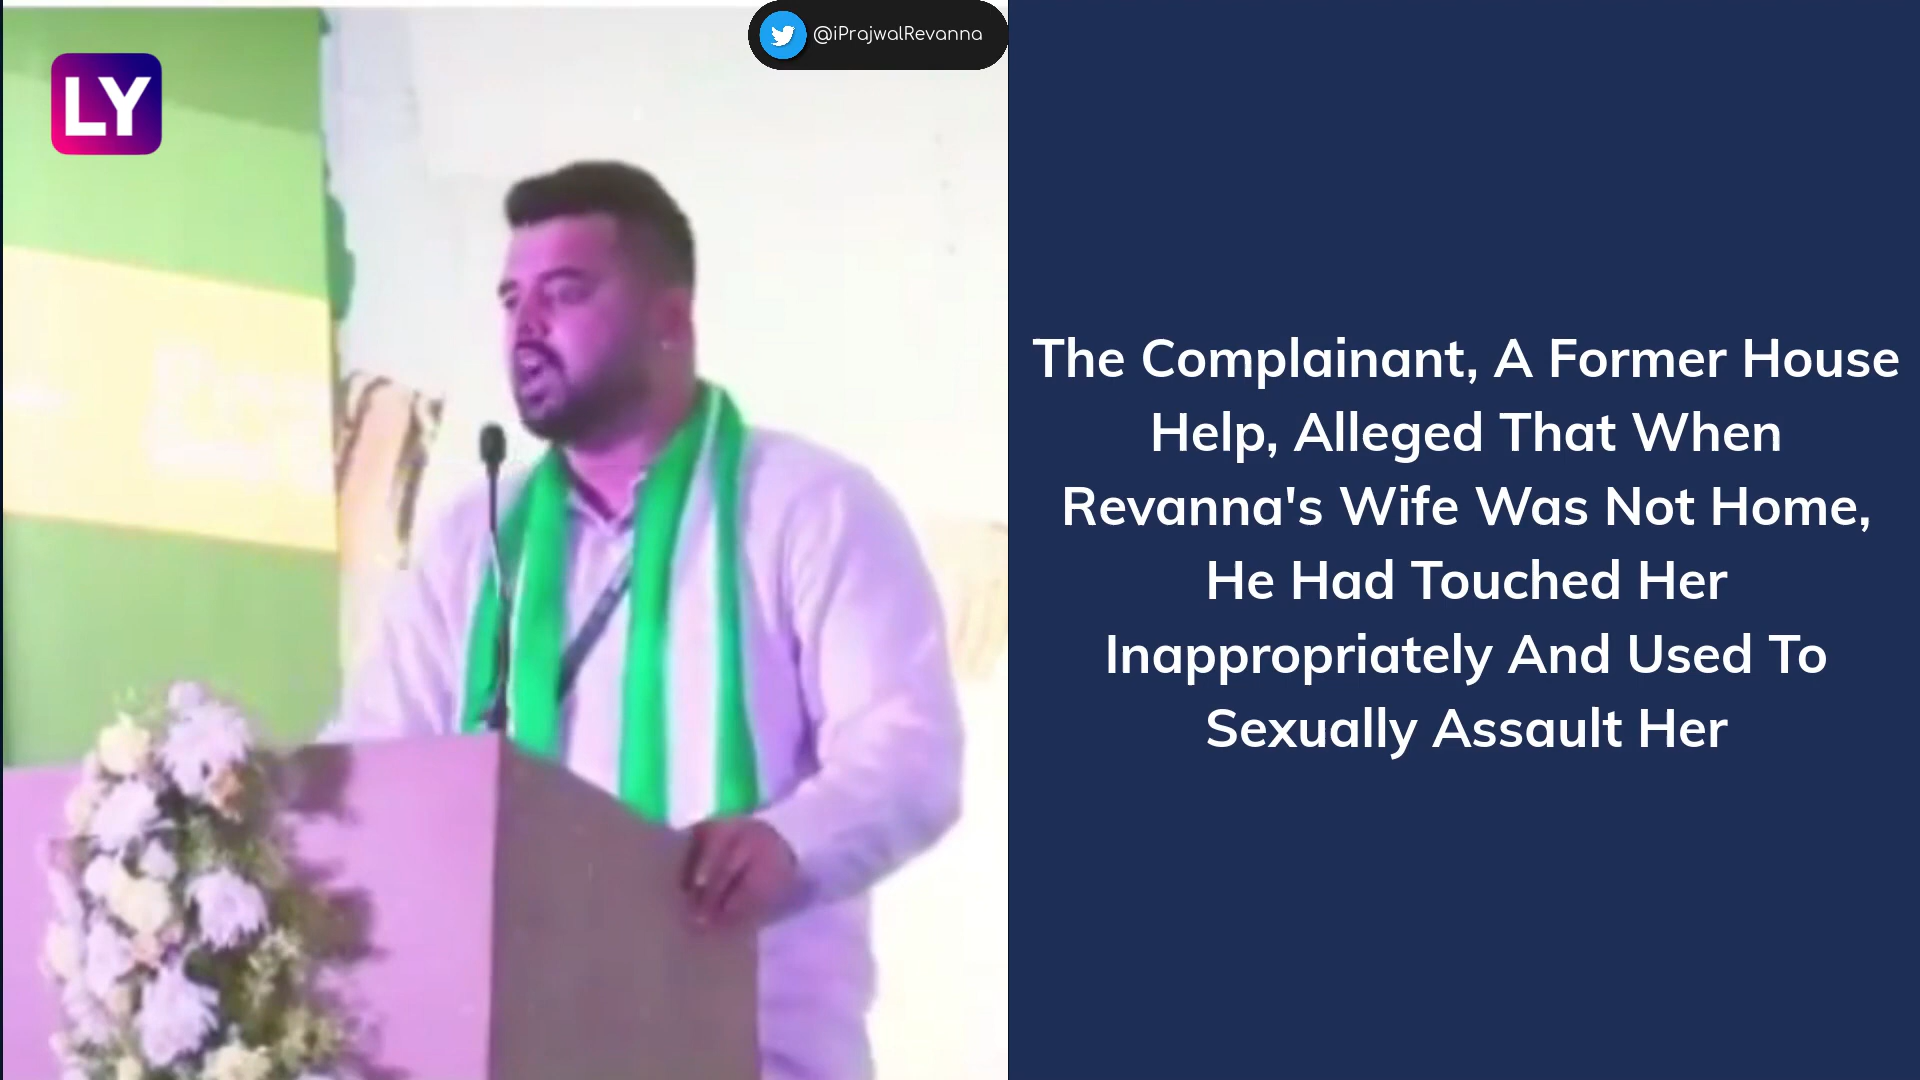 LY
@iPrajwalRevanna
The Complainant, A Former House
Help, Alleged That When
Revanna's Wife Was Not Home,
He Had Touched Her
Inappropriately And Used To
Sexually Assault Her